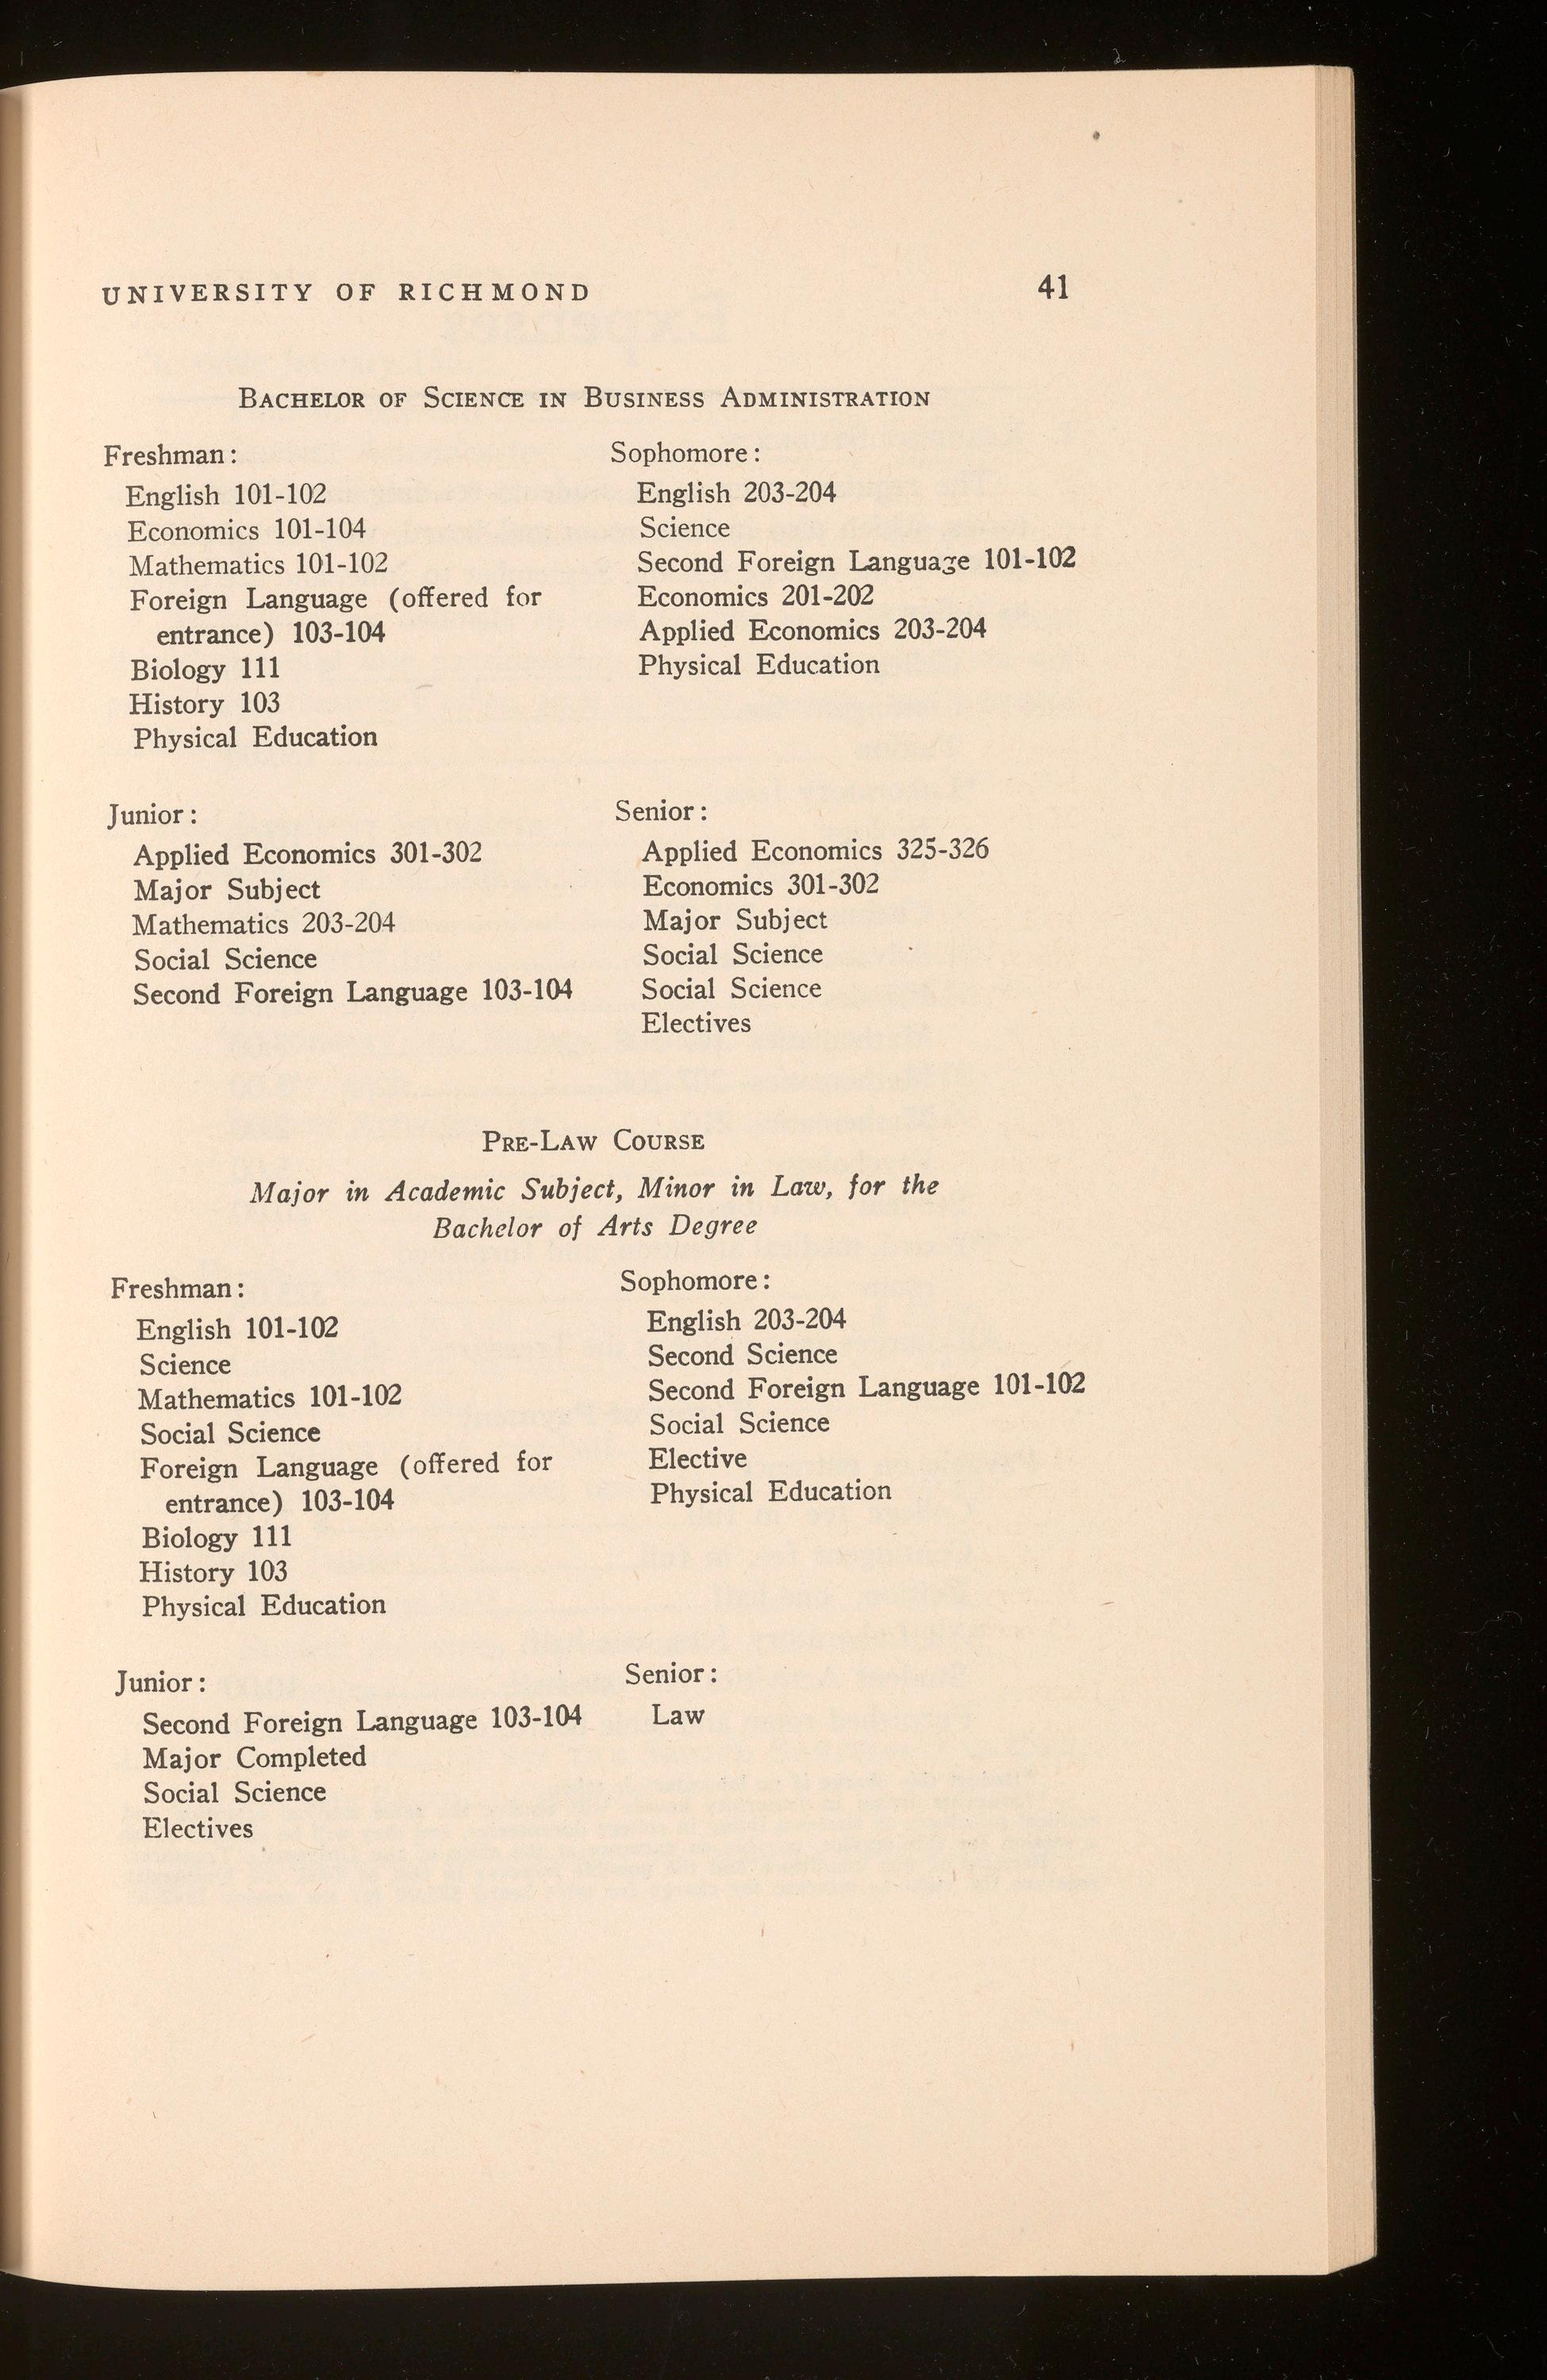 UNIVERSITY OF RICHMOND 41
BACHELOR OF SCIENCE IN BUSINESS ADMINISTRATION
Freshman:
English 101-102
Economics 101-104
Mathematics 101-102
Foreign Language (offered for
entrance) 103-104
Biology 111
History 103
Physical Education
Sophomore:
English 203-204
Science
Second Foreign Language 101-102
Economics 201-202
Applied Economics 203-204
Physical Education
Junior:
Applied Economics 301-302
Major Subject
Mathematics 203-204
Social Science
Second Foreign Language 103-104
Senior:
Applied Economics 325-326
Economics 301-302
Major Subject
Social Science
Social Science
Electives
PRE-LAW COURSE
Major in Academic Subject, Minor in Law, for the
Bachelor of Arts Degree
Freshman:
English 101-102
Science
Mathematics 101-102
Social Science
Foreign Language (offered for
entrance) 103-104
Biology 111
History 103
Physical Education
Sophomore:
English 203-204
Second Science
Second Foreign Language 101-102
Social Science
Elective
Physical Education
Junior:
Second Foreign Language 103-104
Major Completed
Social Science
Electives
Senior:
Law